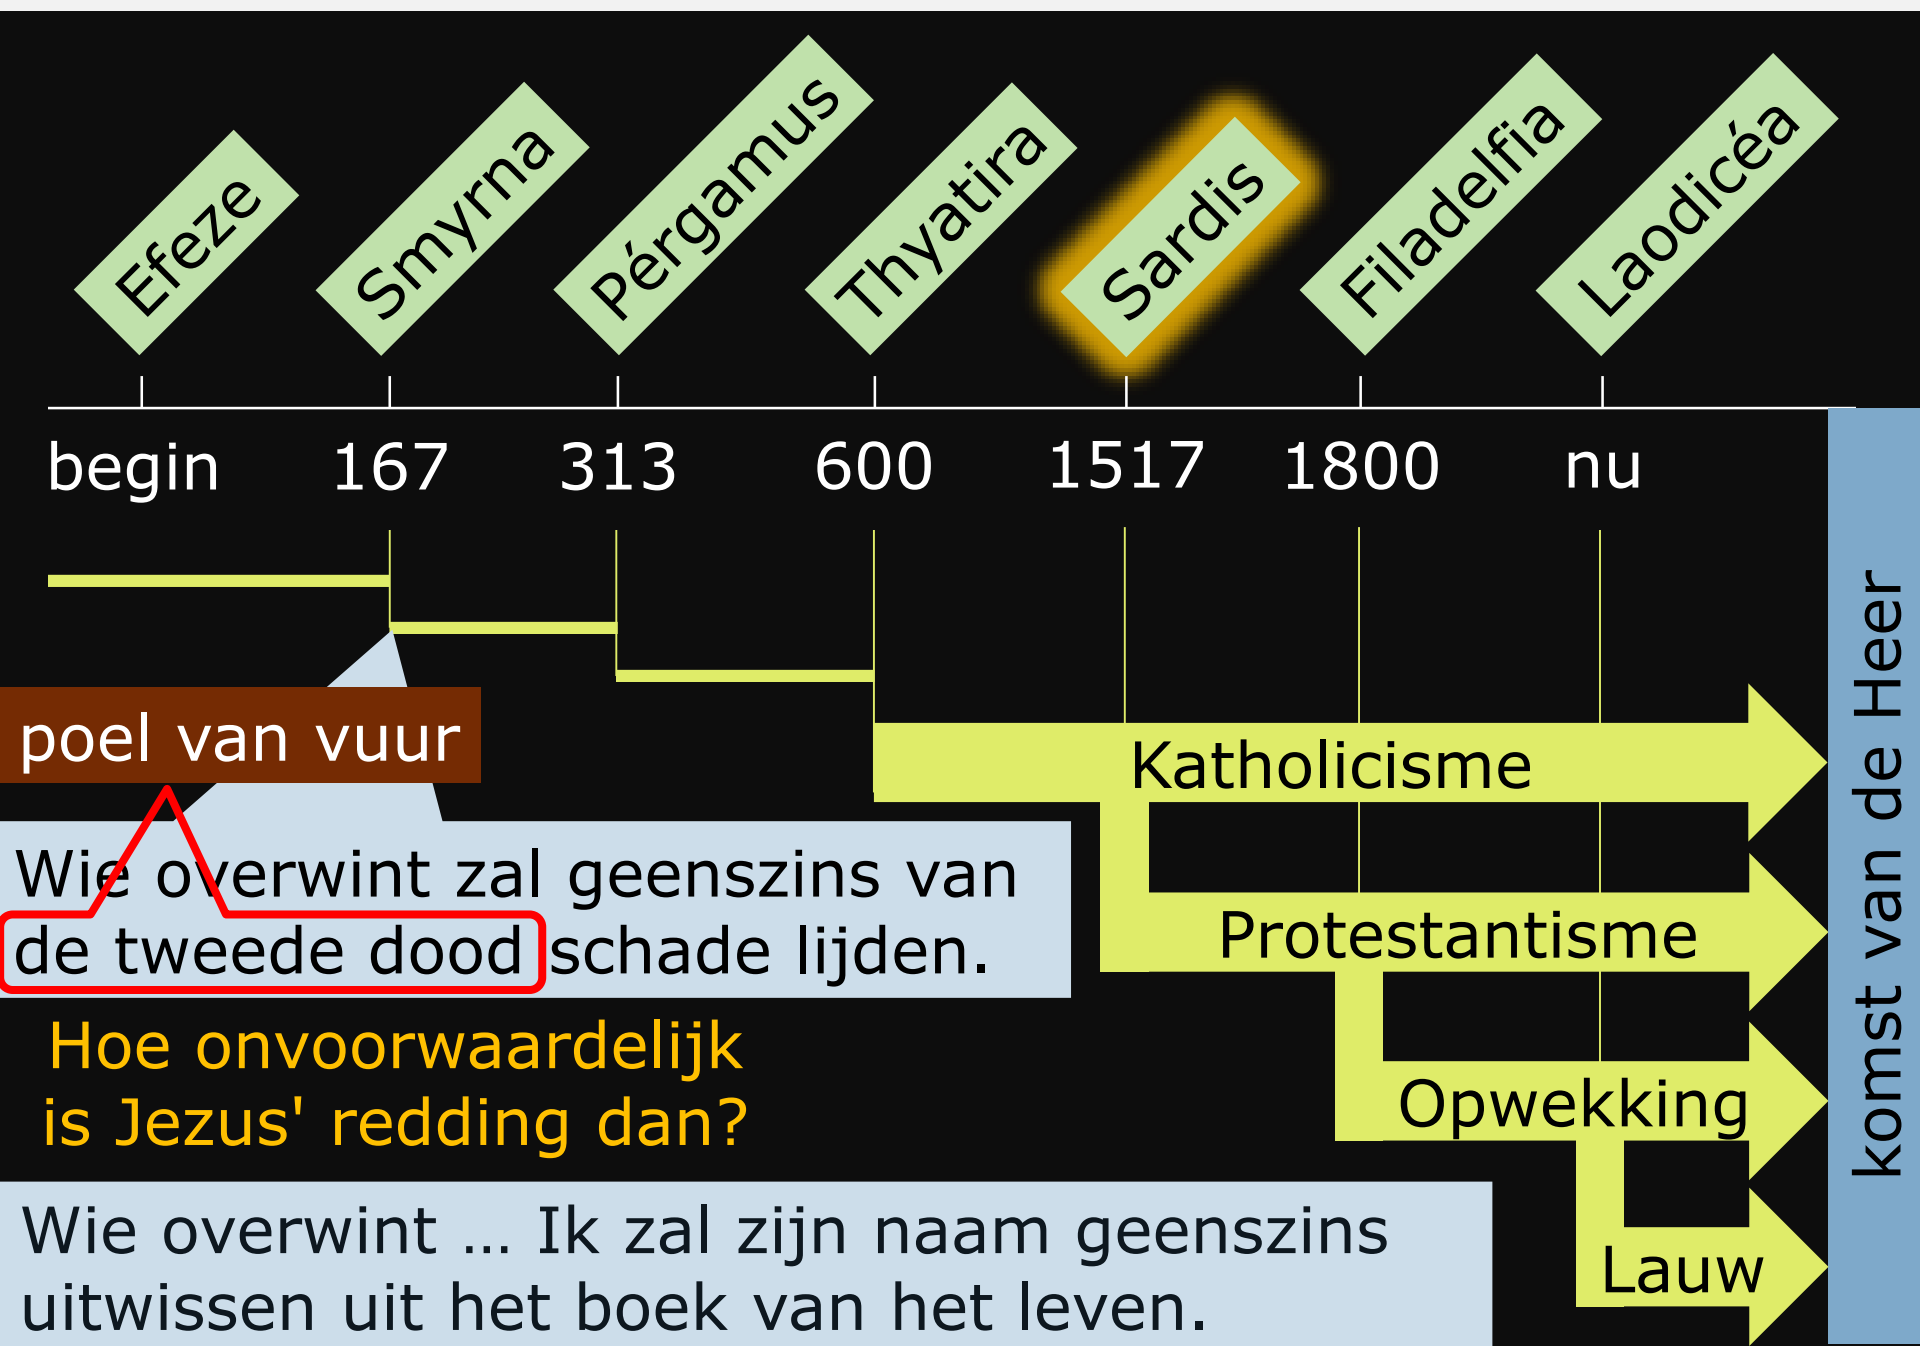 Efeze
Smyrna
Pérgamus
Thyatira
Sardis
Filadelfia
Laodicéa
begin
167
313
600
1517
1800
nu
komst van de Heer
poel van vuur
Katholicisme
Wie overwint zal geenszins van
de tweede dood schade lijden.
Protestantisme
Hoe onvoorwaardelijk
is Jezus' redding dan?
Opwekking
Wie overwint … Ik zal zijn naam geenszins
uitwissen uit het boek van het leven.
Lauw